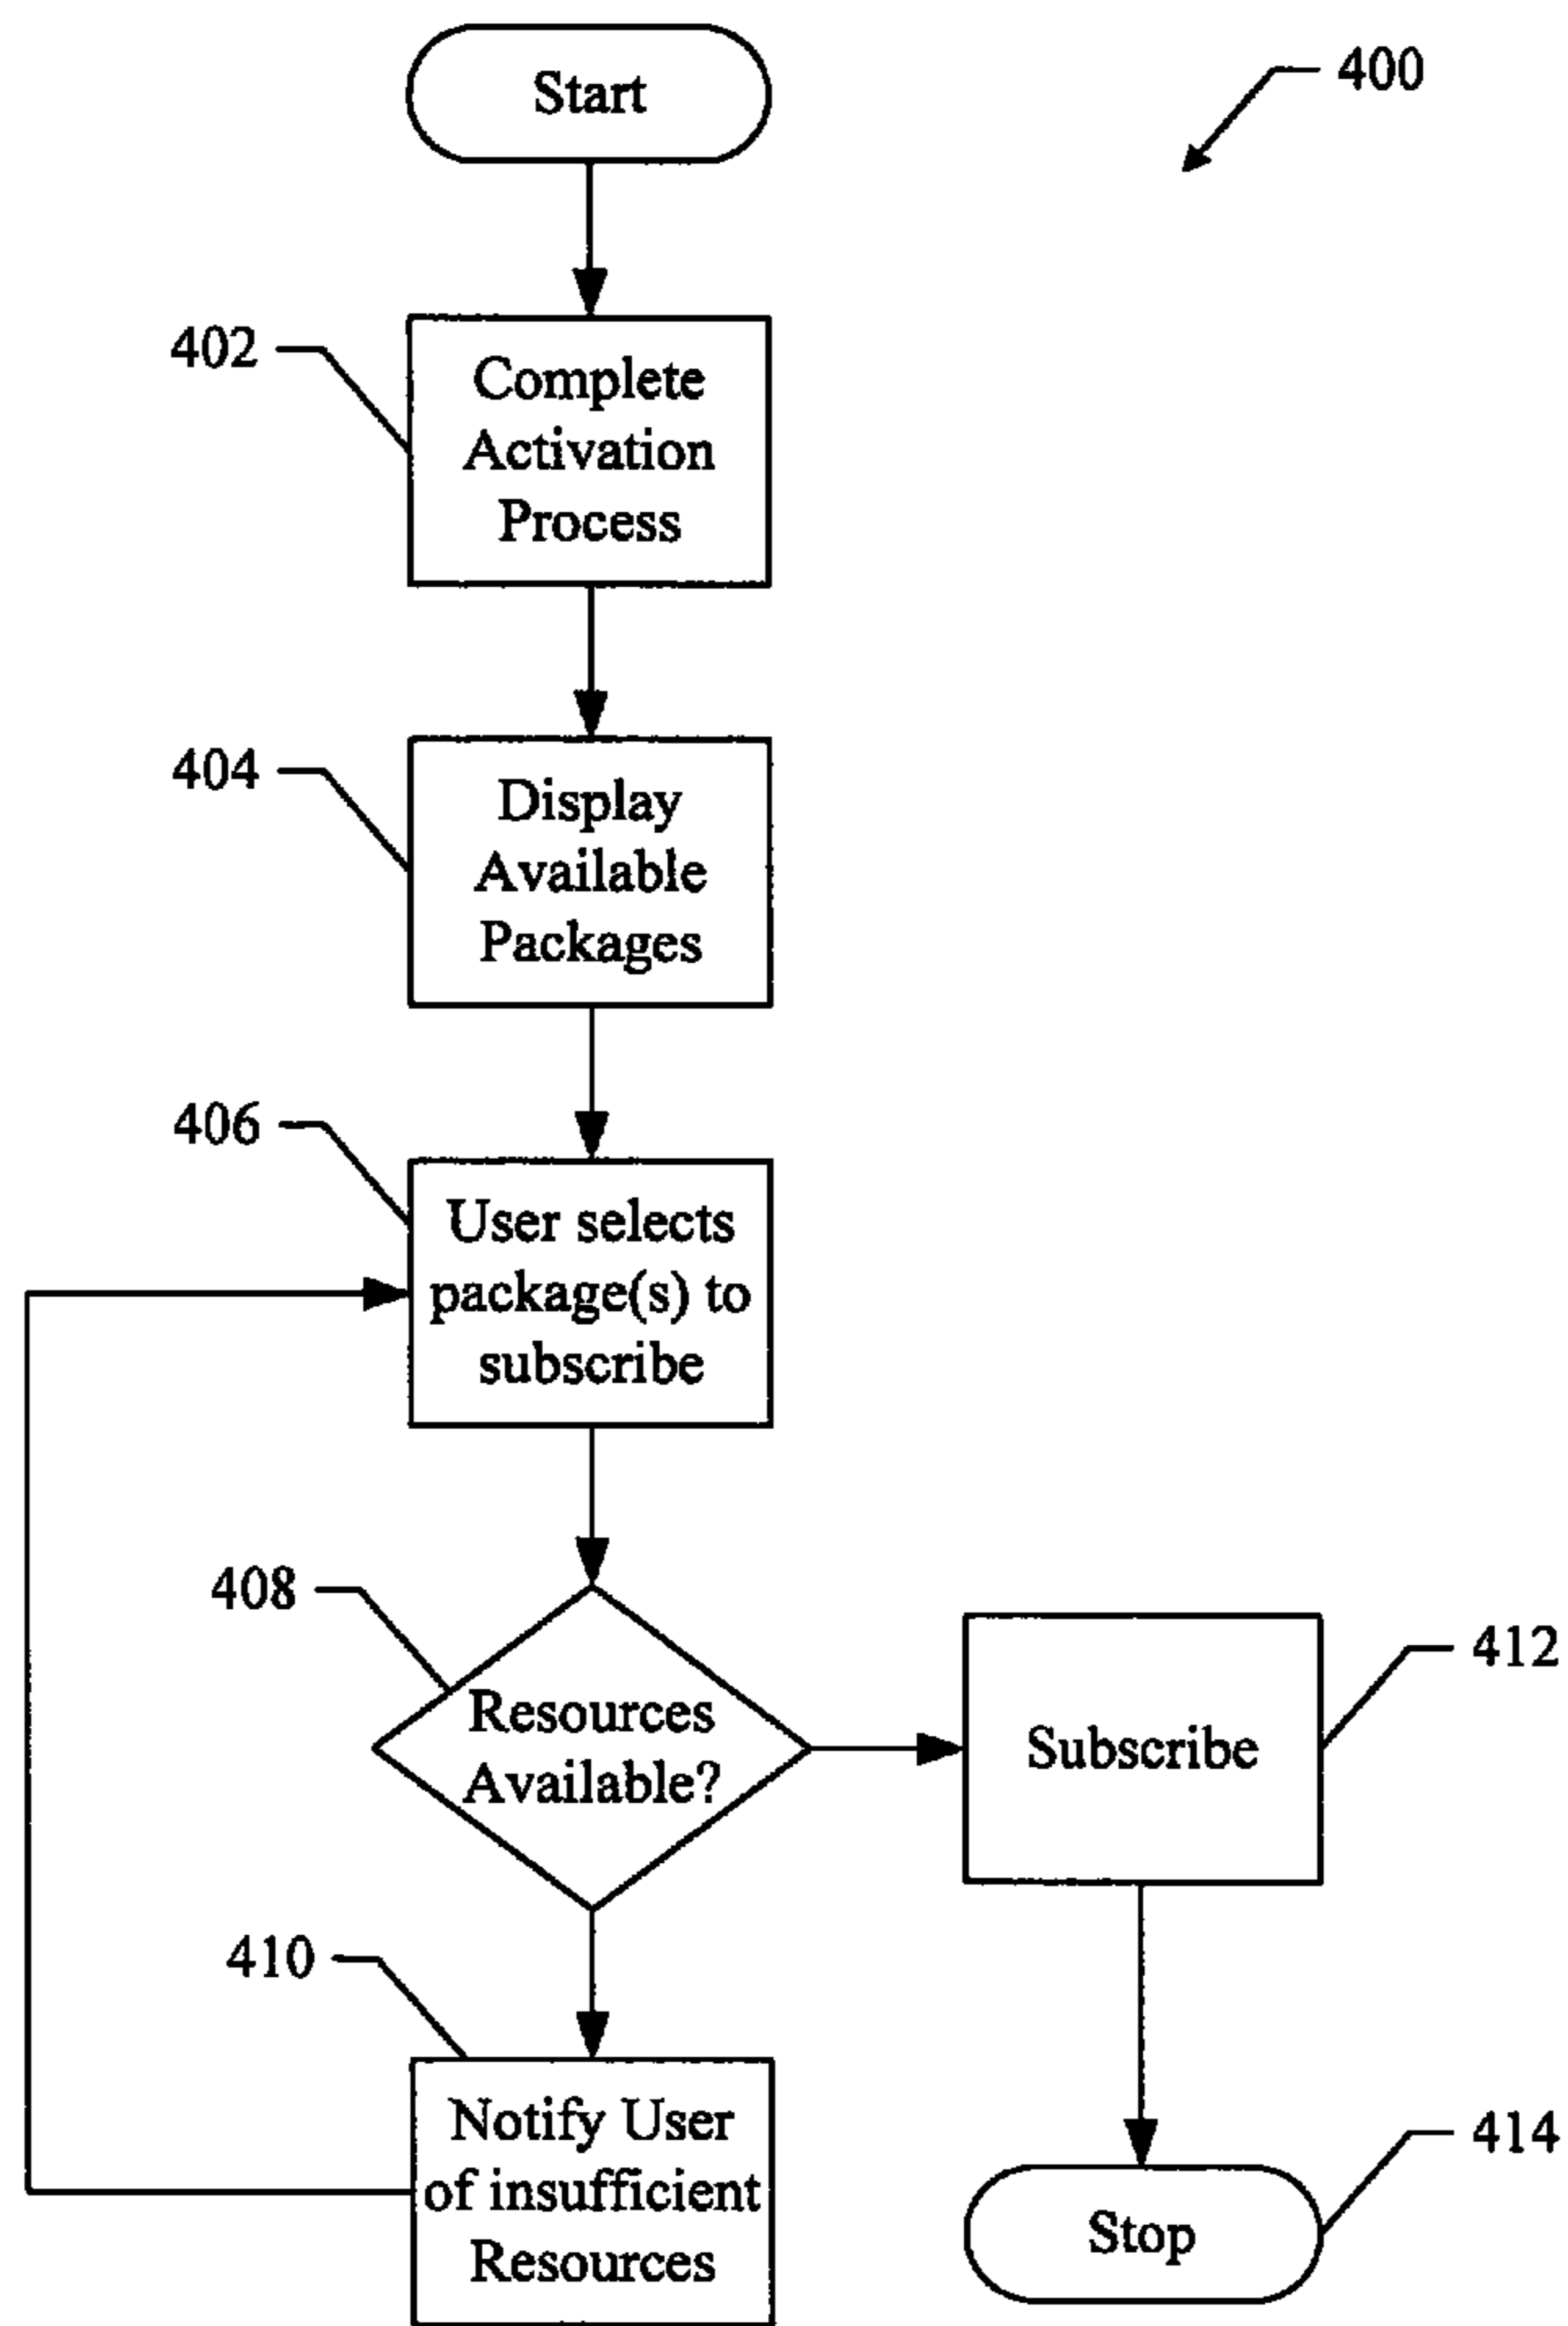 Start
400
402
Complete
Activation
Process
404
Display
Available
Packages
406
User selects
package(s) to
subscribe
408
Resources
Available?
412
Subscribe
410
Notify User
of insufficient
Resources
414
Stop